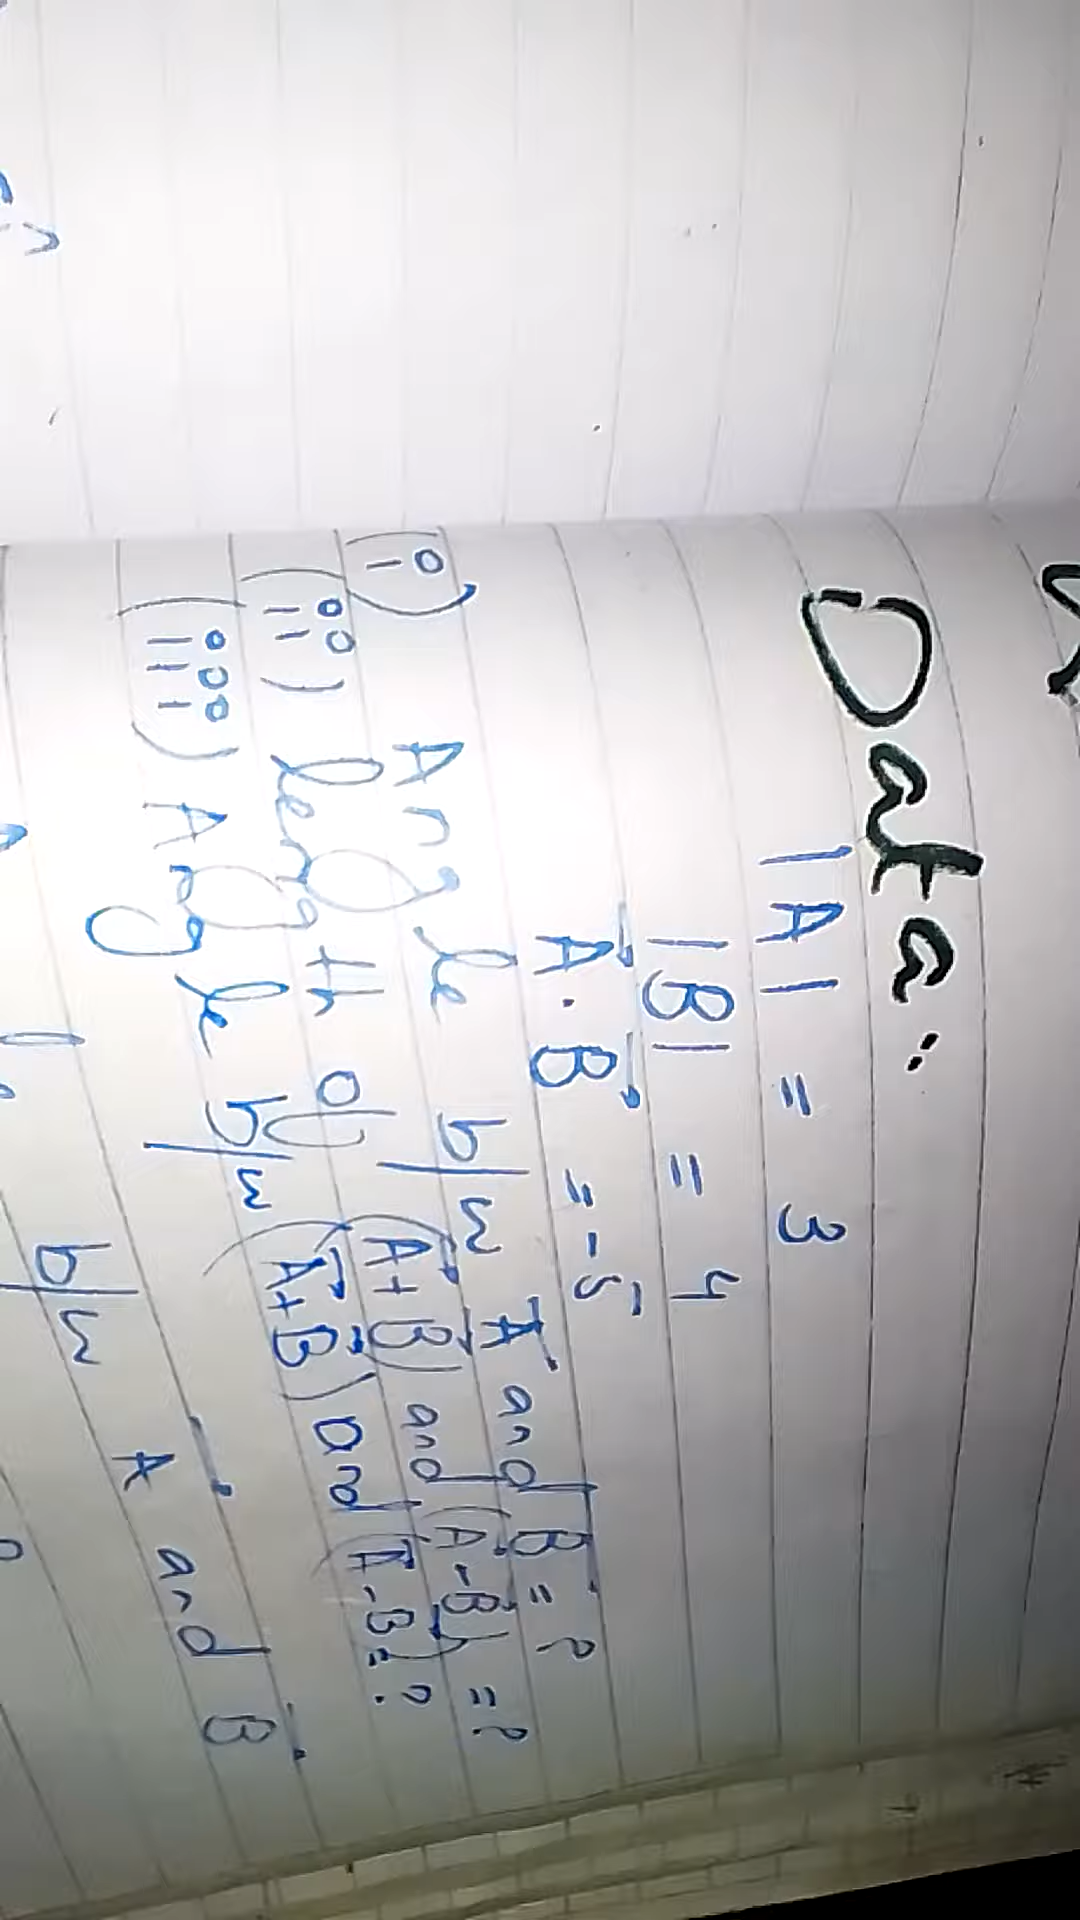 Data:
|A| = 3
|B| = 4
A⃗ . B⃗ = -5
(i) Angle b/w A⃗ and B⃗ = ?
(ii) length of (A⃗ + B⃗) and (A⃗ - B⃗) = ?
(iii) Angle b/w (A⃗ + B⃗) and (A⃗ - B⃗) = ?
b/w A⃗ and B⃗